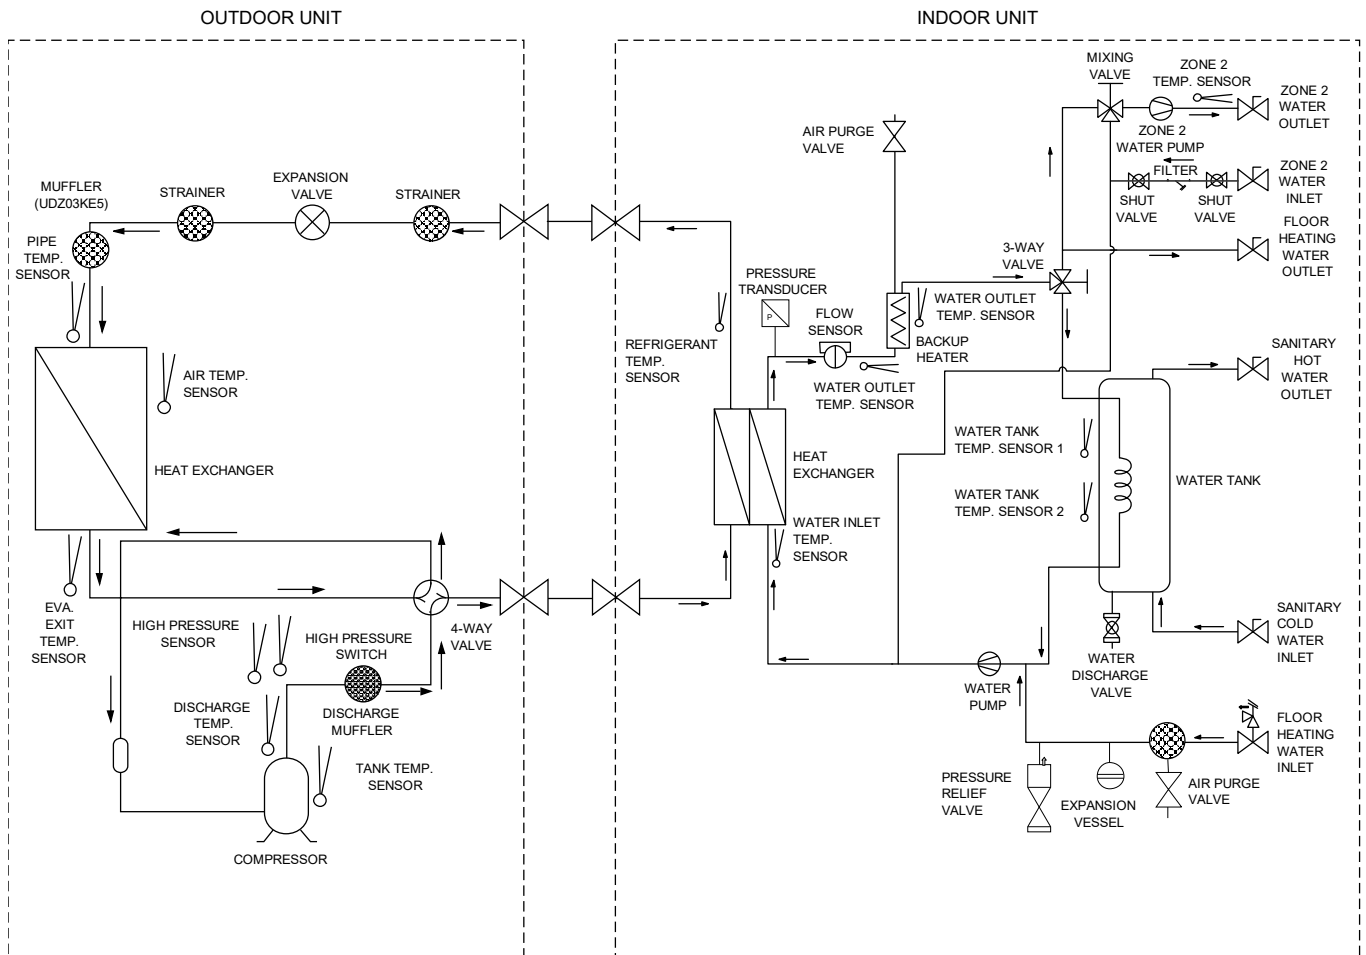 OUTDOOR UNIT
INDOOR UNIT
MUFFLER
(UDZ03KE5)
STRAINER
EXPANSION
VALVE
STRAINER
PIPE
TEMP.
SENSOR
AIR TEMP.
SENSOR
HEAT EXCHANGER
EVA.
EXIT
TEMP.
SENSOR
HIGH PRESSURE
SENSOR
HIGH PRESSURE
SWITCH
4-WAY
VALVE
DISCHARGE
TEMP.
SENSOR
DISCHARGE
MUFFLER
TANK TEMP.
SENSOR
COMPRESSOR
AIR PURGE
VALVE
PRESSURE
TRANSDUCER
P
FLOW
SENSOR
REFRIGERANT
TEMP.
SENSOR
WATER OUTLET
TEMP. SENSOR
BACKUP
HEATER
WATER OUTLET
TEMP. SENSOR
HEAT
EXCHANGER
WATER INLET
TEMP.
SENSOR
3-WAY
VALVE
MIXING
VALVE
ZONE 2
TEMP. SENSOR
ZONE 2
WATER
OUTLET
ZONE 2
WATER PUMP
FILTER
SHUT
VALVE
SHUT
VALVE
ZONE 2
WATER
INLET
FLOOR
HEATING
WATER
OUTLET
SANITARY
HOT
WATER
OUTLET
WATER TANK
TEMP. SENSOR 1
WATER TANK
TEMP. SENSOR 2
WATER TANK
SANITARY
COLD
WATER
INLET
WATER
DISCHARGE
VALVE
WATER
PUMP
FLOOR
HEATING
WATER
INLET
PRESSURE
RELIEF
VALVE
EXPANSION
VESSEL
AIR PURGE
VALVE